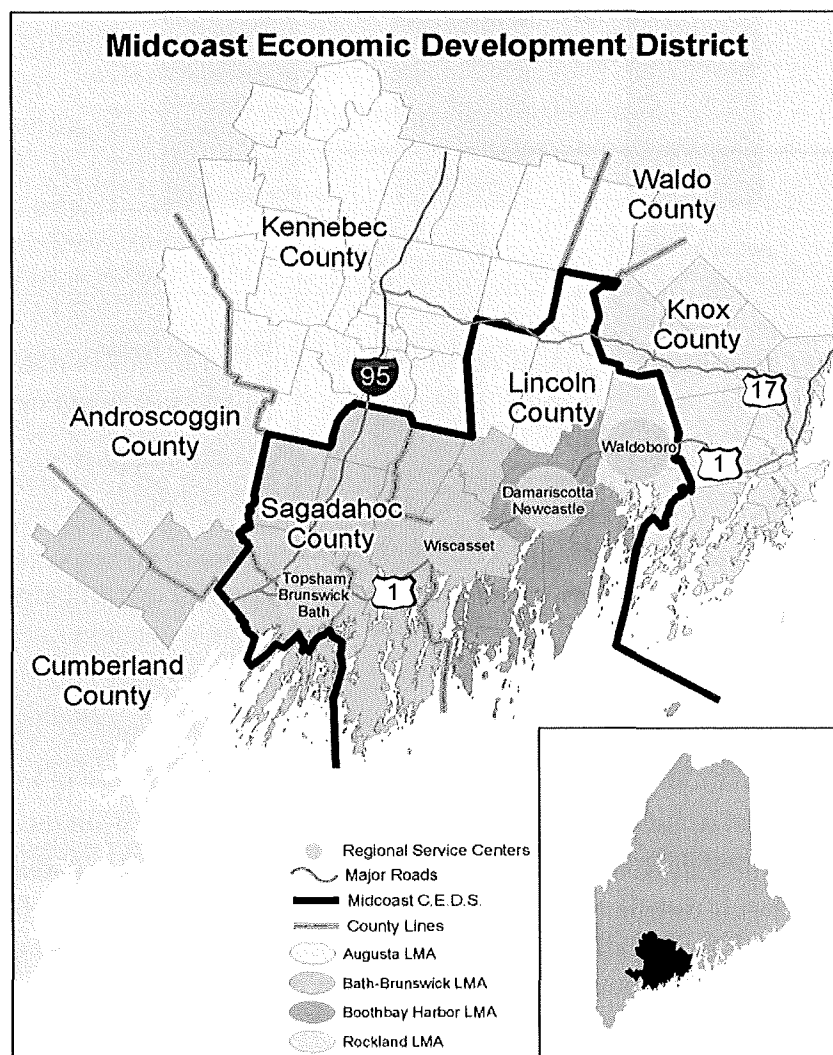 Midcoast Economic Development District
Waldo
County
Kennebec
County
Knox
County
95
17
Lincoln
County
Androscoggin
County
Waldoboro
1
Damariscotta
Newcastle
Sagadahoc
County
Wiscasset
Topsham
Brunswick
Bath
1
Cumberland
County
Regional Service Centers
Major Roads
Midcoast C.E.D.S.
County Lines
Augusta LMA
Bath-Brunswick LMA
Boothbay Harbor LMA
Rockland LMA